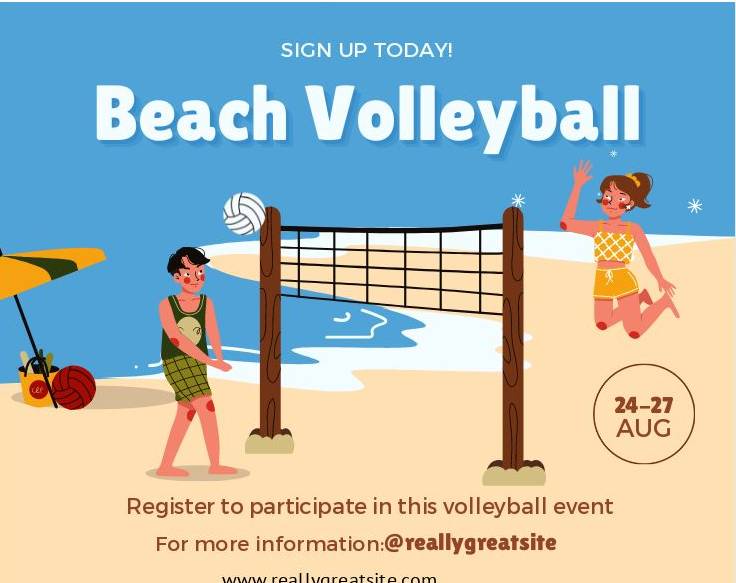 SIGN UP TODAY!
Beach Volleyball
24-27
AUG
Register to participate in this volleyball event
For more information:@reallygreatsite
www.reallygreatsite.com